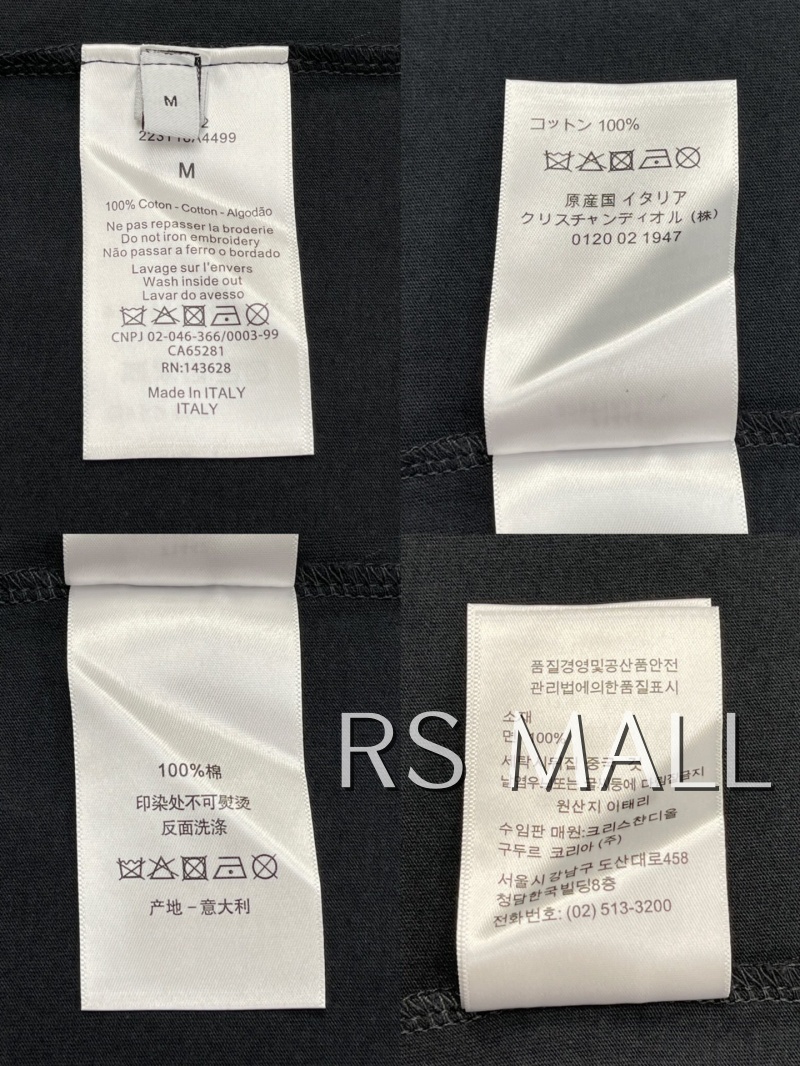 M
M
100% Coton - Cotton - Algodão
Ne pas repasser la broderie
Do not iron embroidery
Não passar a ferro o bordado
Lavage sur l'envers
Wash inside out
Lavar do avesso
CNPJ 02-046-366/0003-99
CA65281
RN:143628
Made In ITALY
ITALY
コットン 100%
原産国 イタリア
クリスチャンディオル (株)
0120 02 1947
100%棉
印染处不可熨烫
反面洗涤
产地 – 意大利
품질경영및공산품안전
관리법에의한품질표시
소재
면 100%
원산지 이태리
수임판 매원:크리스찬디올
구두르 코리아 (주)
서울시강남구 도산대로458
청담한국빌딩8층
전화번호: (02) 513-3200
RS MALL